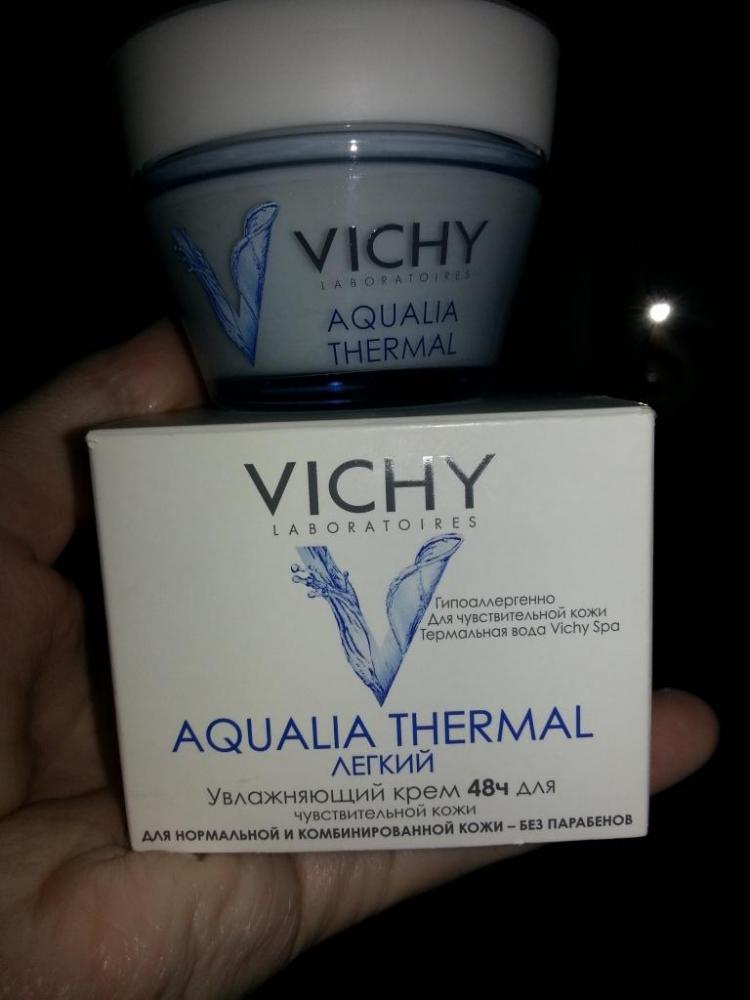 VICHY
LABORATOIRES
AQUALIA
THERMAL
VICHY
LABORATOIRES
Гипоаллергенно
Для чувствительной кожи
Термальная вода Vichy Spa
AQUALIA THERMAL
ЛЕГКИЙ
Увлажняющий крем 48ч для
чувствительной кожи
ДЛЯ НОРМАЛЬНОЙ И КОМБИНИРОВАННОЙ КОЖИ – БЕЗ ПАРАБЕНОВ